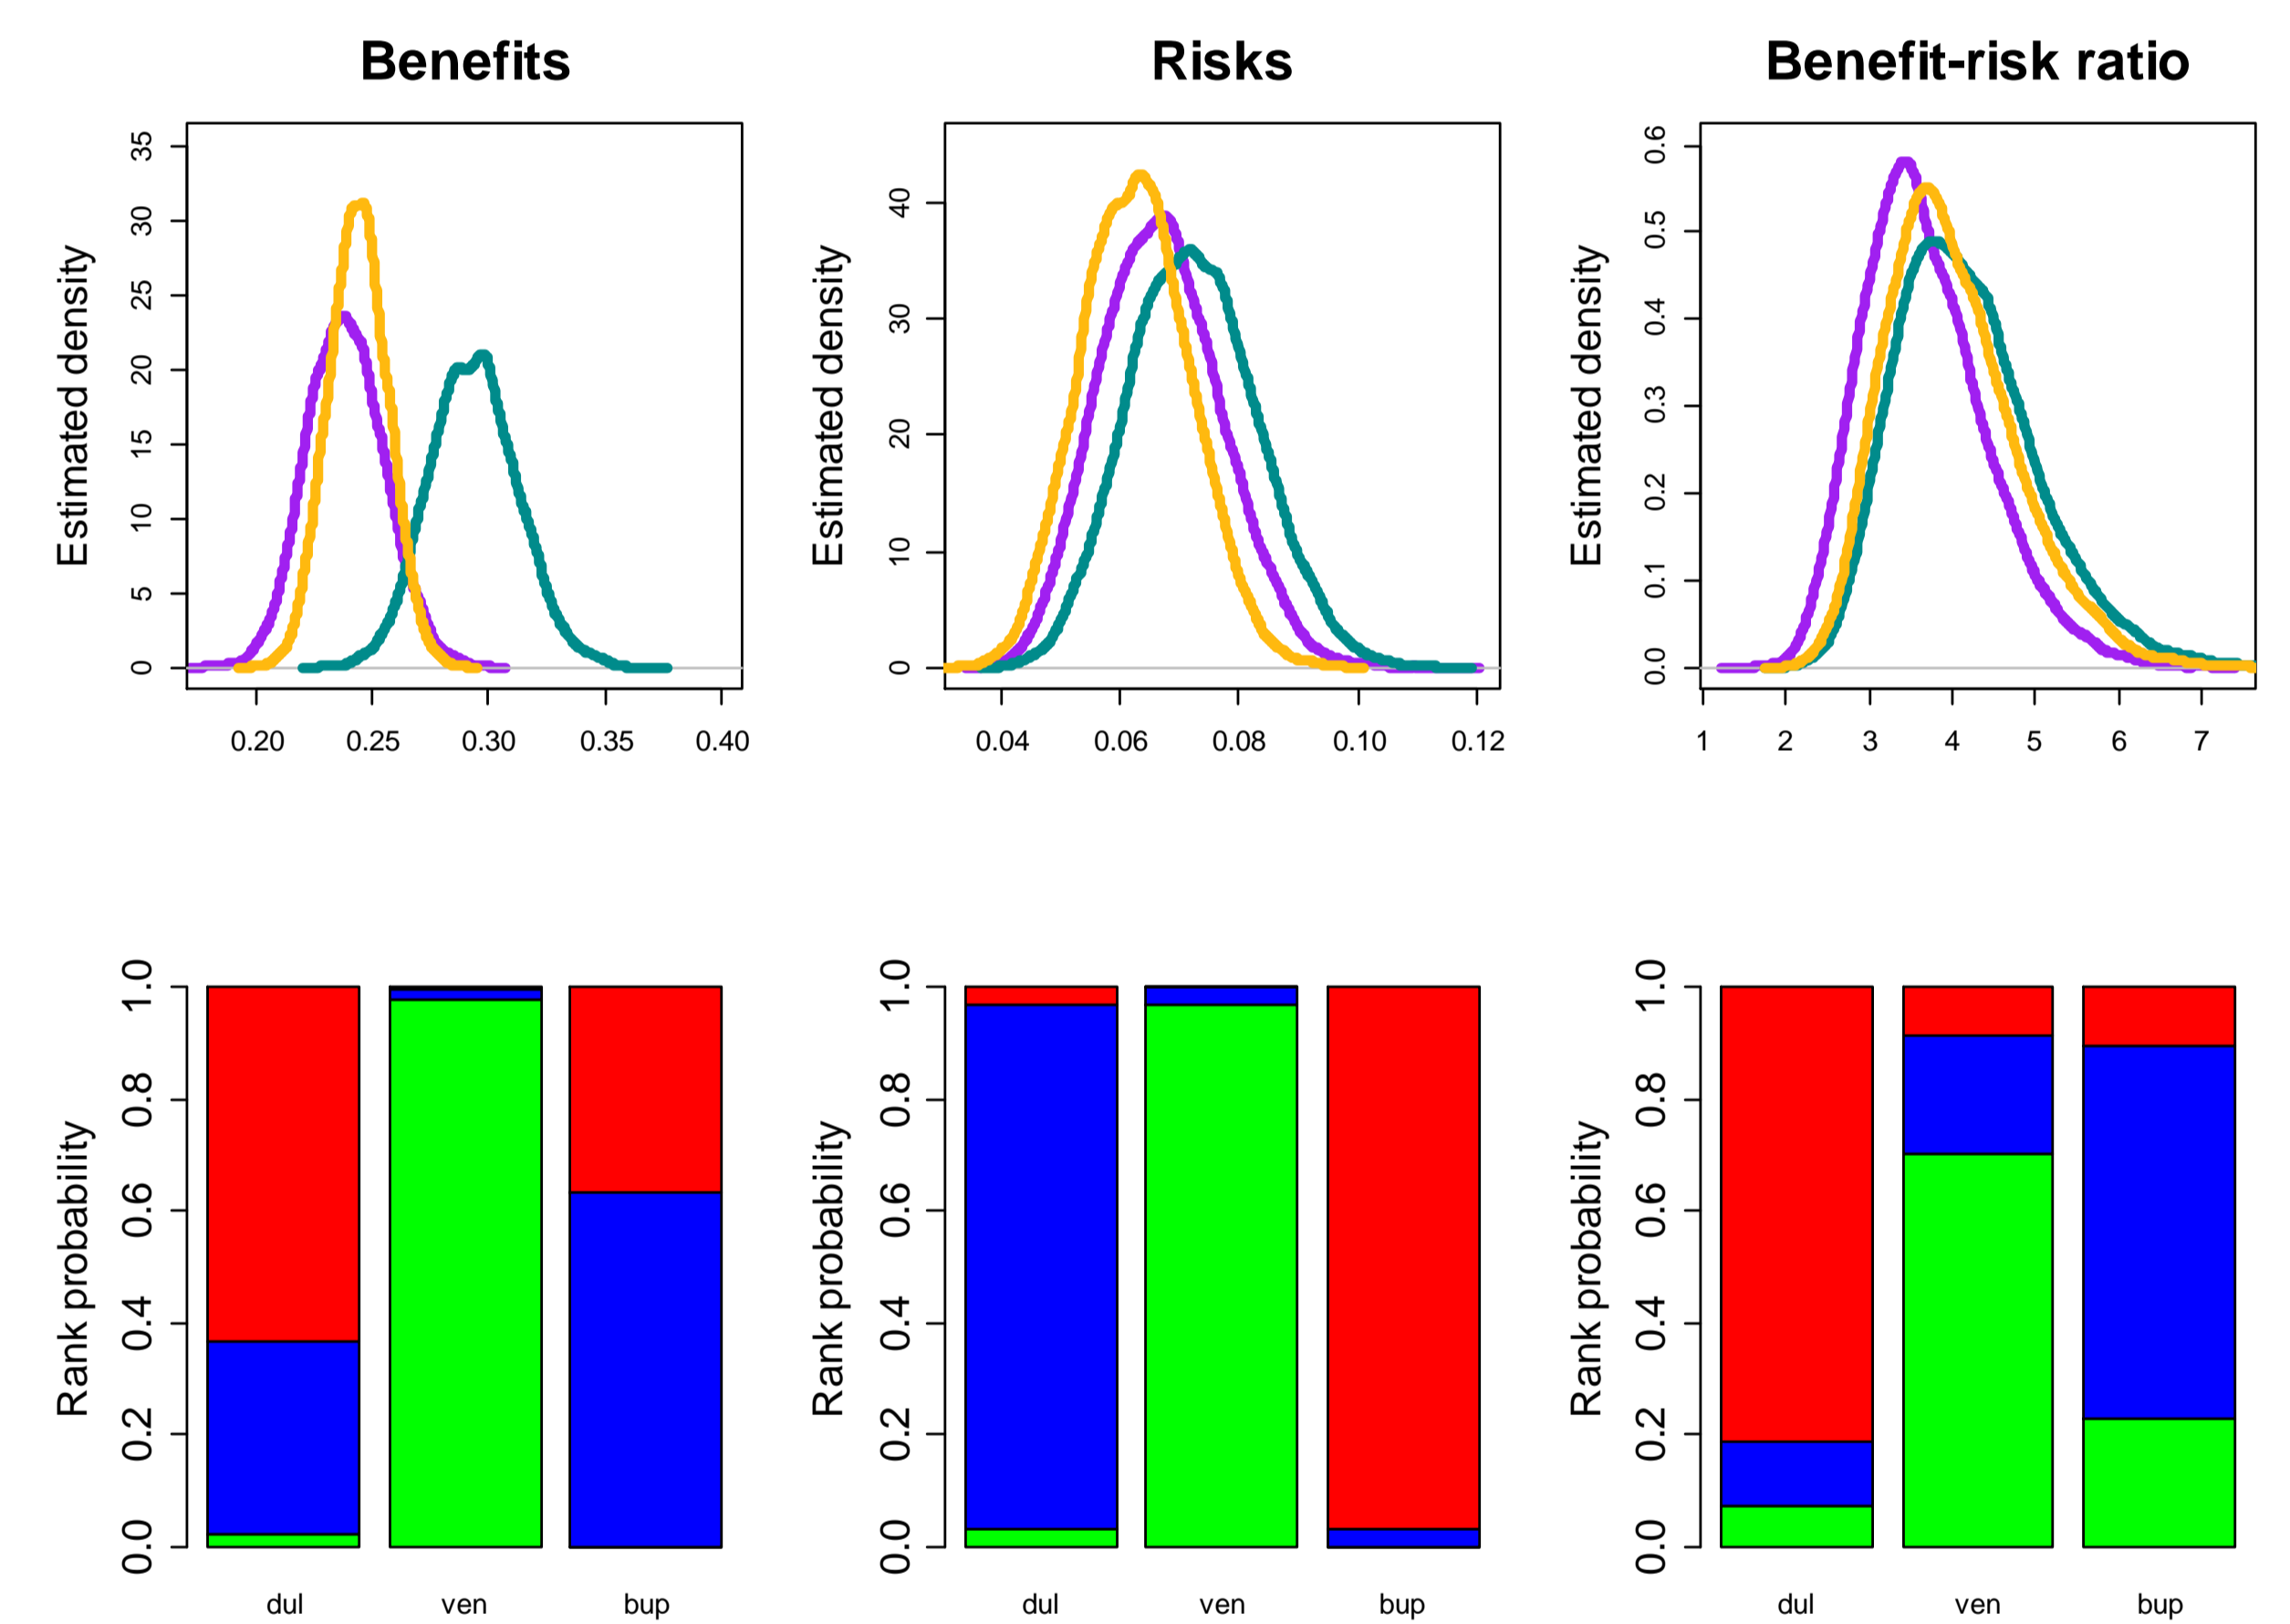 Benefits
Risks
Benefit-risk ratio
Estimated density
0 5 10 15 20 25 30 35
0.20 0.25 0.30 0.35 0.40
Estimated density
0 10 20 30 40
0.04 0.06 0.08 0.10 0.12
Estimated density
0.0 0.1 0.2 0.3 0.4 0.5 0.6
1 2 3 4 5 6 7
Rank probability
0.0 0.2 0.4 0.6 0.8 1.0
dul ven bup
Rank probability
0.0 0.2 0.4 0.6 0.8 1.0
dul ven bup
Rank probability
0.0 0.2 0.4 0.6 0.8 1.0
dul ven bup